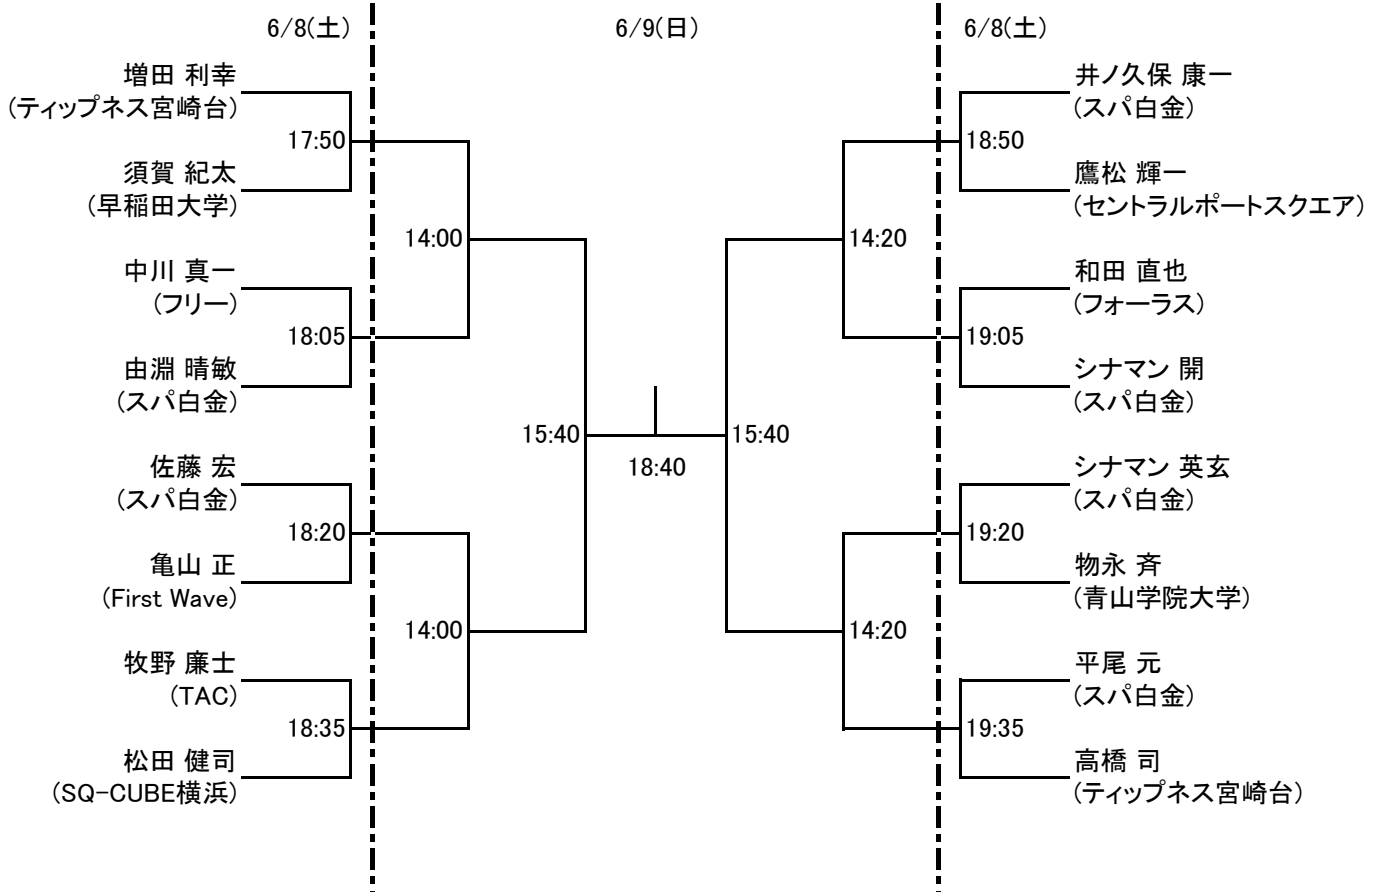 6/8(土)
6/9(日)
6/8(土)
増田 利幸
(ティップネス宮崎台)
17:50
須賀 紀太
(早稲田大学)
14:00
中川 真一
(フリー)
18:05
由淵 晴敏
(スパ白金)
15:40
佐藤 宏
(スパ白金)
18:20
亀山 正
(First Wave)
14:00
牧野 廉士
(TAC)
18:35
松田 健司
(SQ-CUBE横浜)
18:40
井ノ久保 康一
(スパ白金)
18:50
鷹松 輝一
(セントラルポートスクエア)
14:20
和田 直也
(フォーラス)
19:05
シナマン 開
(スパ白金)
15:40
シナマン 英玄
(スパ白金)
19:20
物永 斉
(青山学院大学)
14:20
平尾 元
(スパ白金)
19:35
高橋 司
(ティップネス宮崎台)